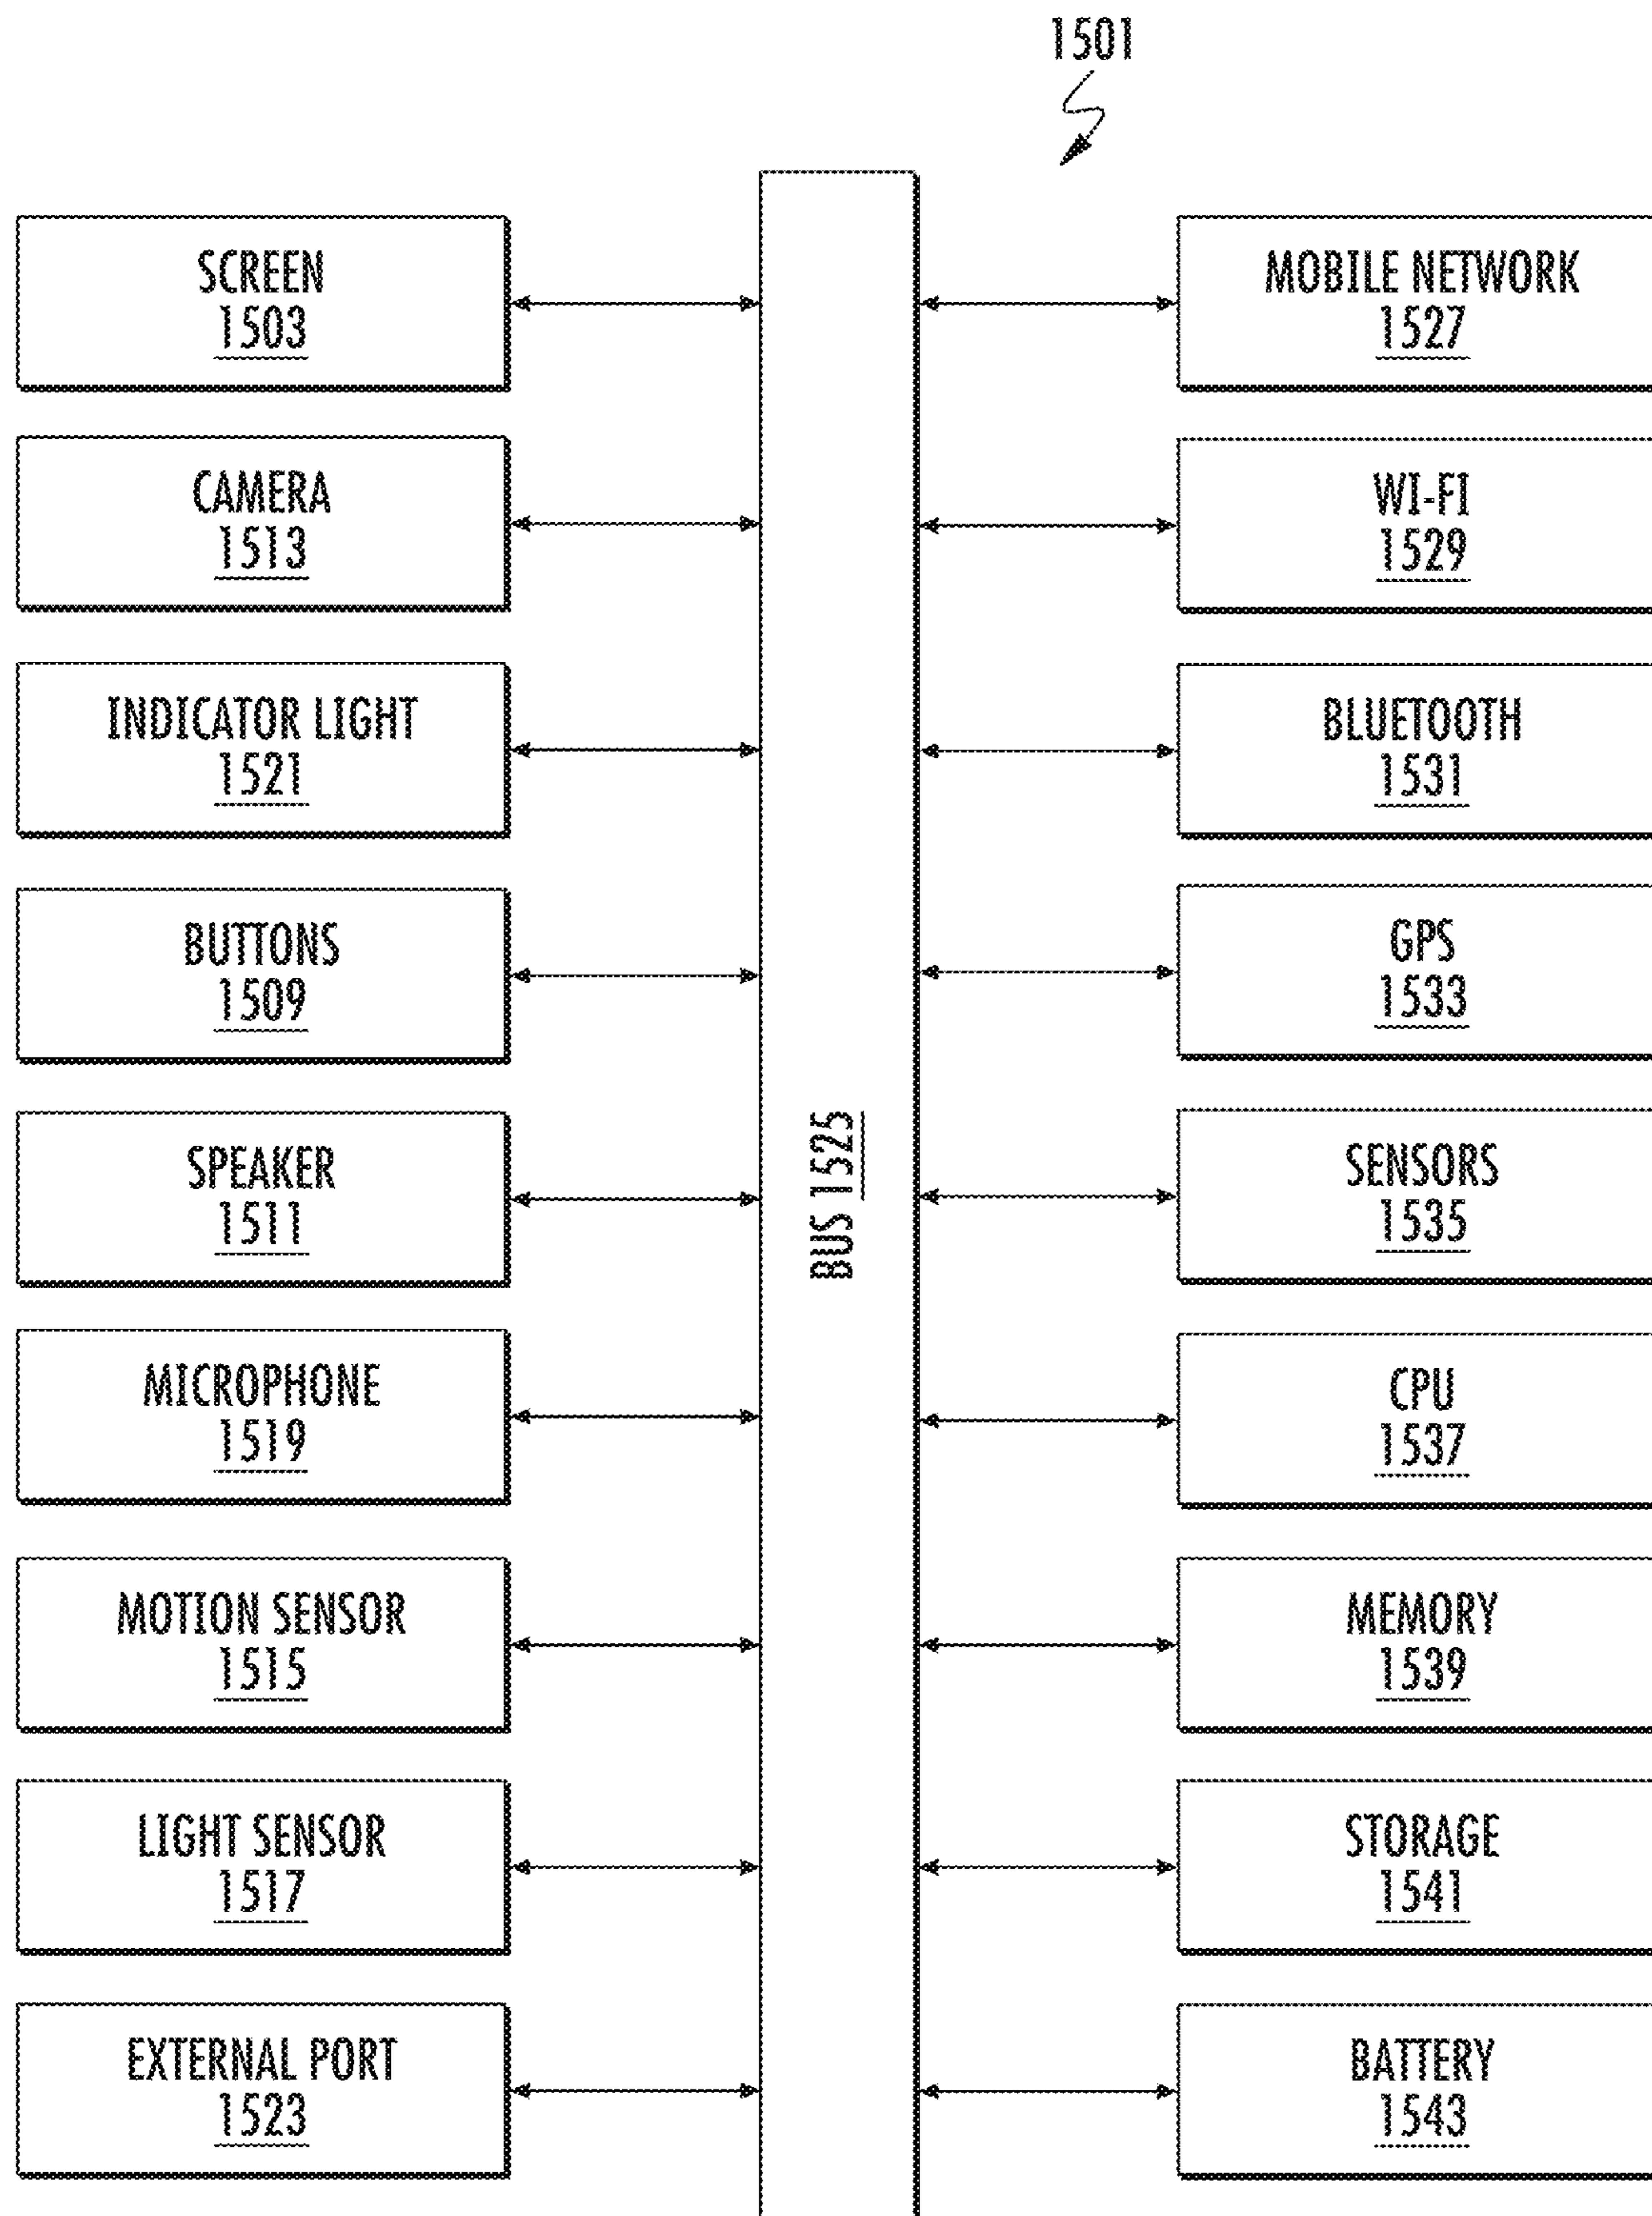 1501
SCREEN
1503
CAMERA
1513
INDICATOR LIGHT
1521
BUTTONS
1509
SPEAKER
1511
MICROPHONE
1519
MOTION SENSOR
1515
LIGHT SENSOR
1517
EXTERNAL PORT
1523
BUS 1525
MOBILE NETWORK
1527
WI-FI
1529
BLUETOOTH
1531
GPS
1533
SENSORS
1535
CPU
1537
MEMORY
1539
STORAGE
1541
BATTERY
1543